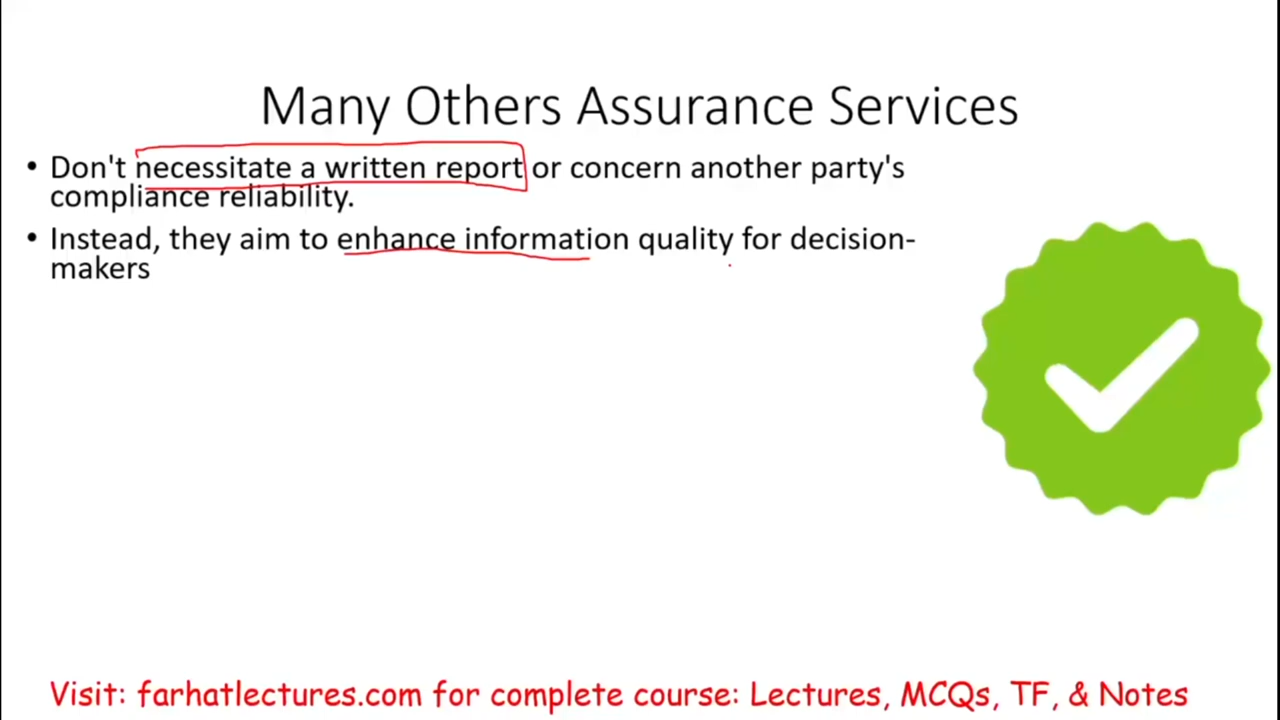 Many Others Assurance Services
• Don't necessitate a written report or concern another party's
compliance reliability.
• Instead, they aim to enhance information quality for decision-
makers
Visit: farhatlectures.com for complete course: Lectures, MCQs, TF, & Notes